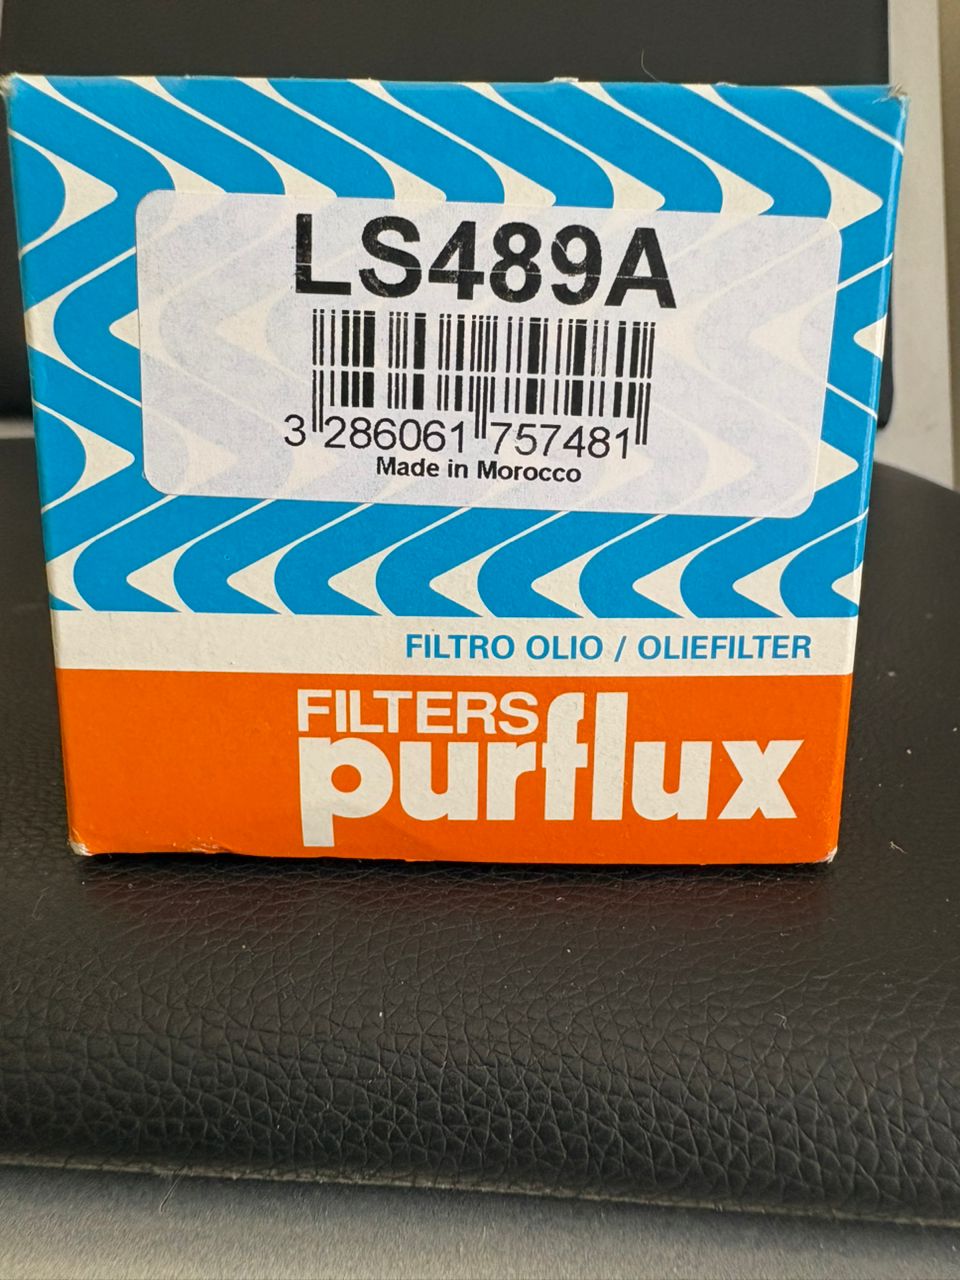 LS489A
3 286061 757481
Made in Morocco
FILTRO OLIO / OLIEFILTER
FILTERS
purflux